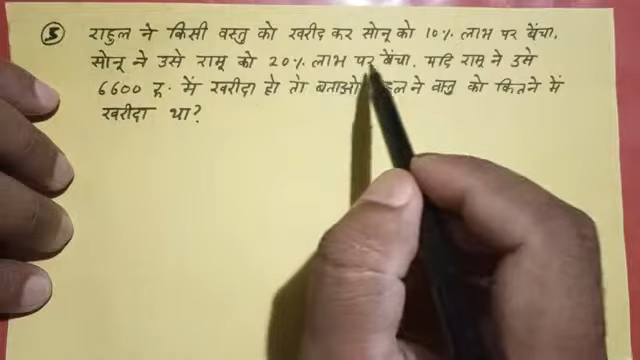 ⑤ राहुल ने किसी वस्तु को खरीद कर सोनू को 10% लाभ पर बेंचा.
सोनू ने उसे रामू को 20% लाभ पर बेंचा. यदि रामू ने उसे
6600 रू. में खरीदा हो तो बताओ ने वस्तु को कितने में
खरीदा था?